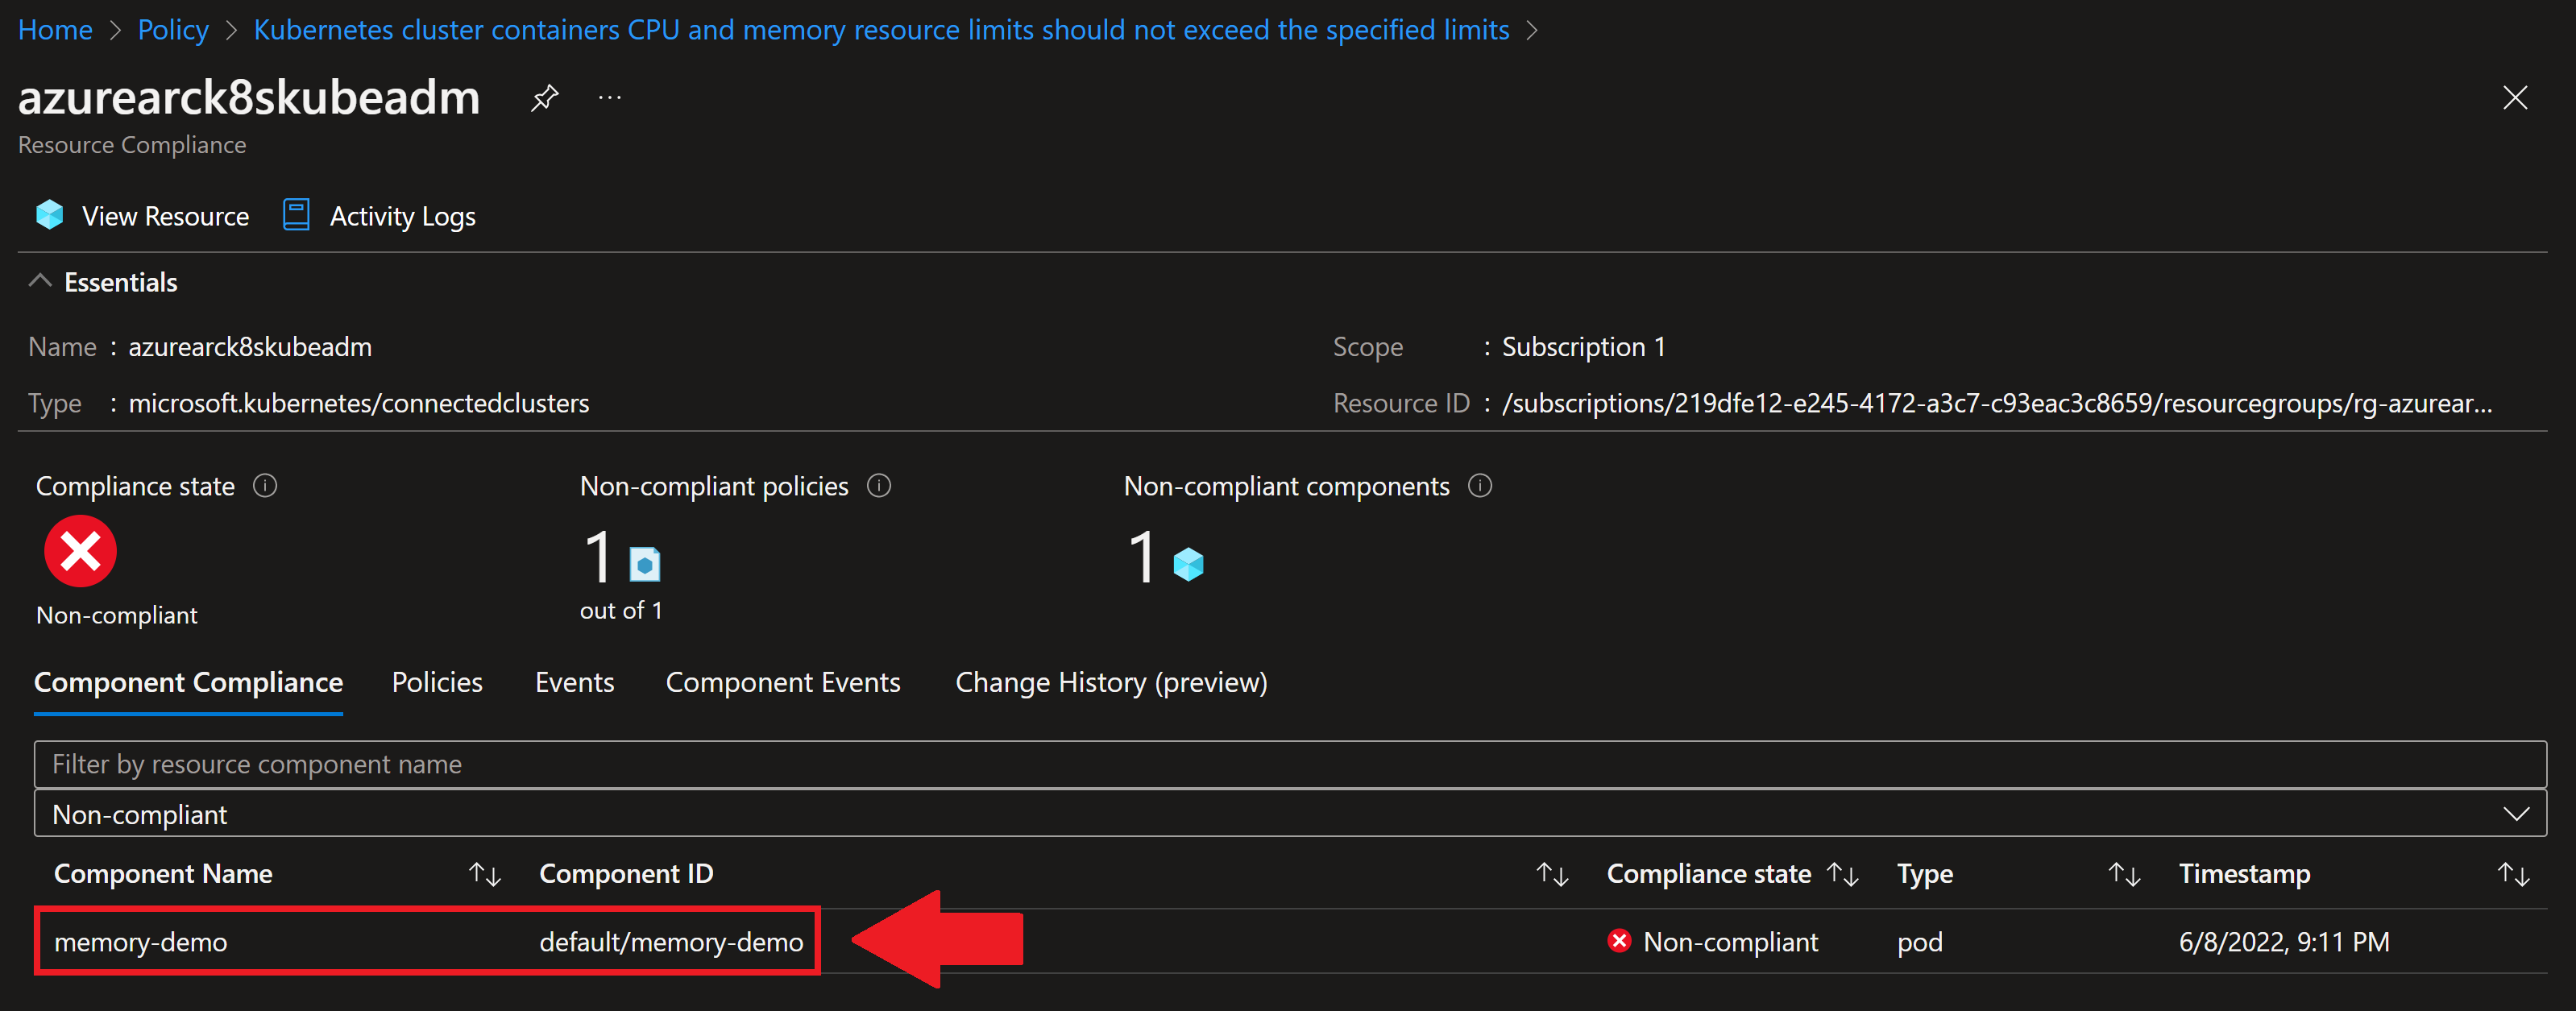 Home > Policy > Kubernetes cluster containers CPU and memory resource limits should not exceed the specified limits >
azurearck8skubeadm ...
Resource Compliance
View Resource Activity Logs
Essentials
Name : azurearck8skubeadm Scope : Subscription 1
Type : microsoft.kubernetes/connectedclusters Resource ID : /subscriptions/219dfe12-e245-4172-a3c7-c93eac3c8659/resourcegroups/rg-azurear...
Compliance state Non-compliant policies Non-compliant components
1 1
Non-compliant out of 1
Component Compliance Policies Events Component Events Change History (preview)
Filter by resource component name
Non-compliant
Component Name Component ID Compliance state Type Timestamp
memory-demo default/memory-demo Non-compliant pod 6/8/2022, 9:11 PM